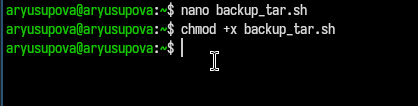 aryusupova@aryusupova:~$ nano backup_tar.sh
aryusupova@aryusupova:~$ chmod +x backup_tar.sh
aryusupova@aryusupova:~$